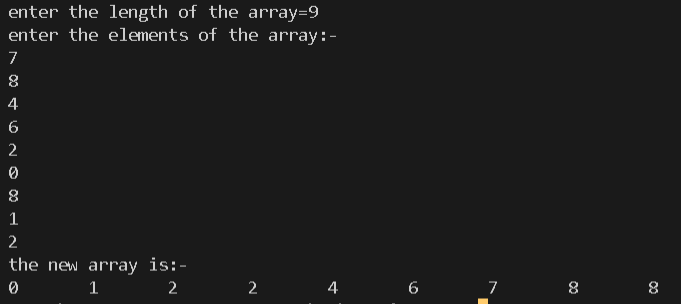 enter the length of the array=9
enter the elements of the array:-
7
8
4
6
2
0
8
1
2
the new array is:-
0 1 2 2 4 6 7 8 8